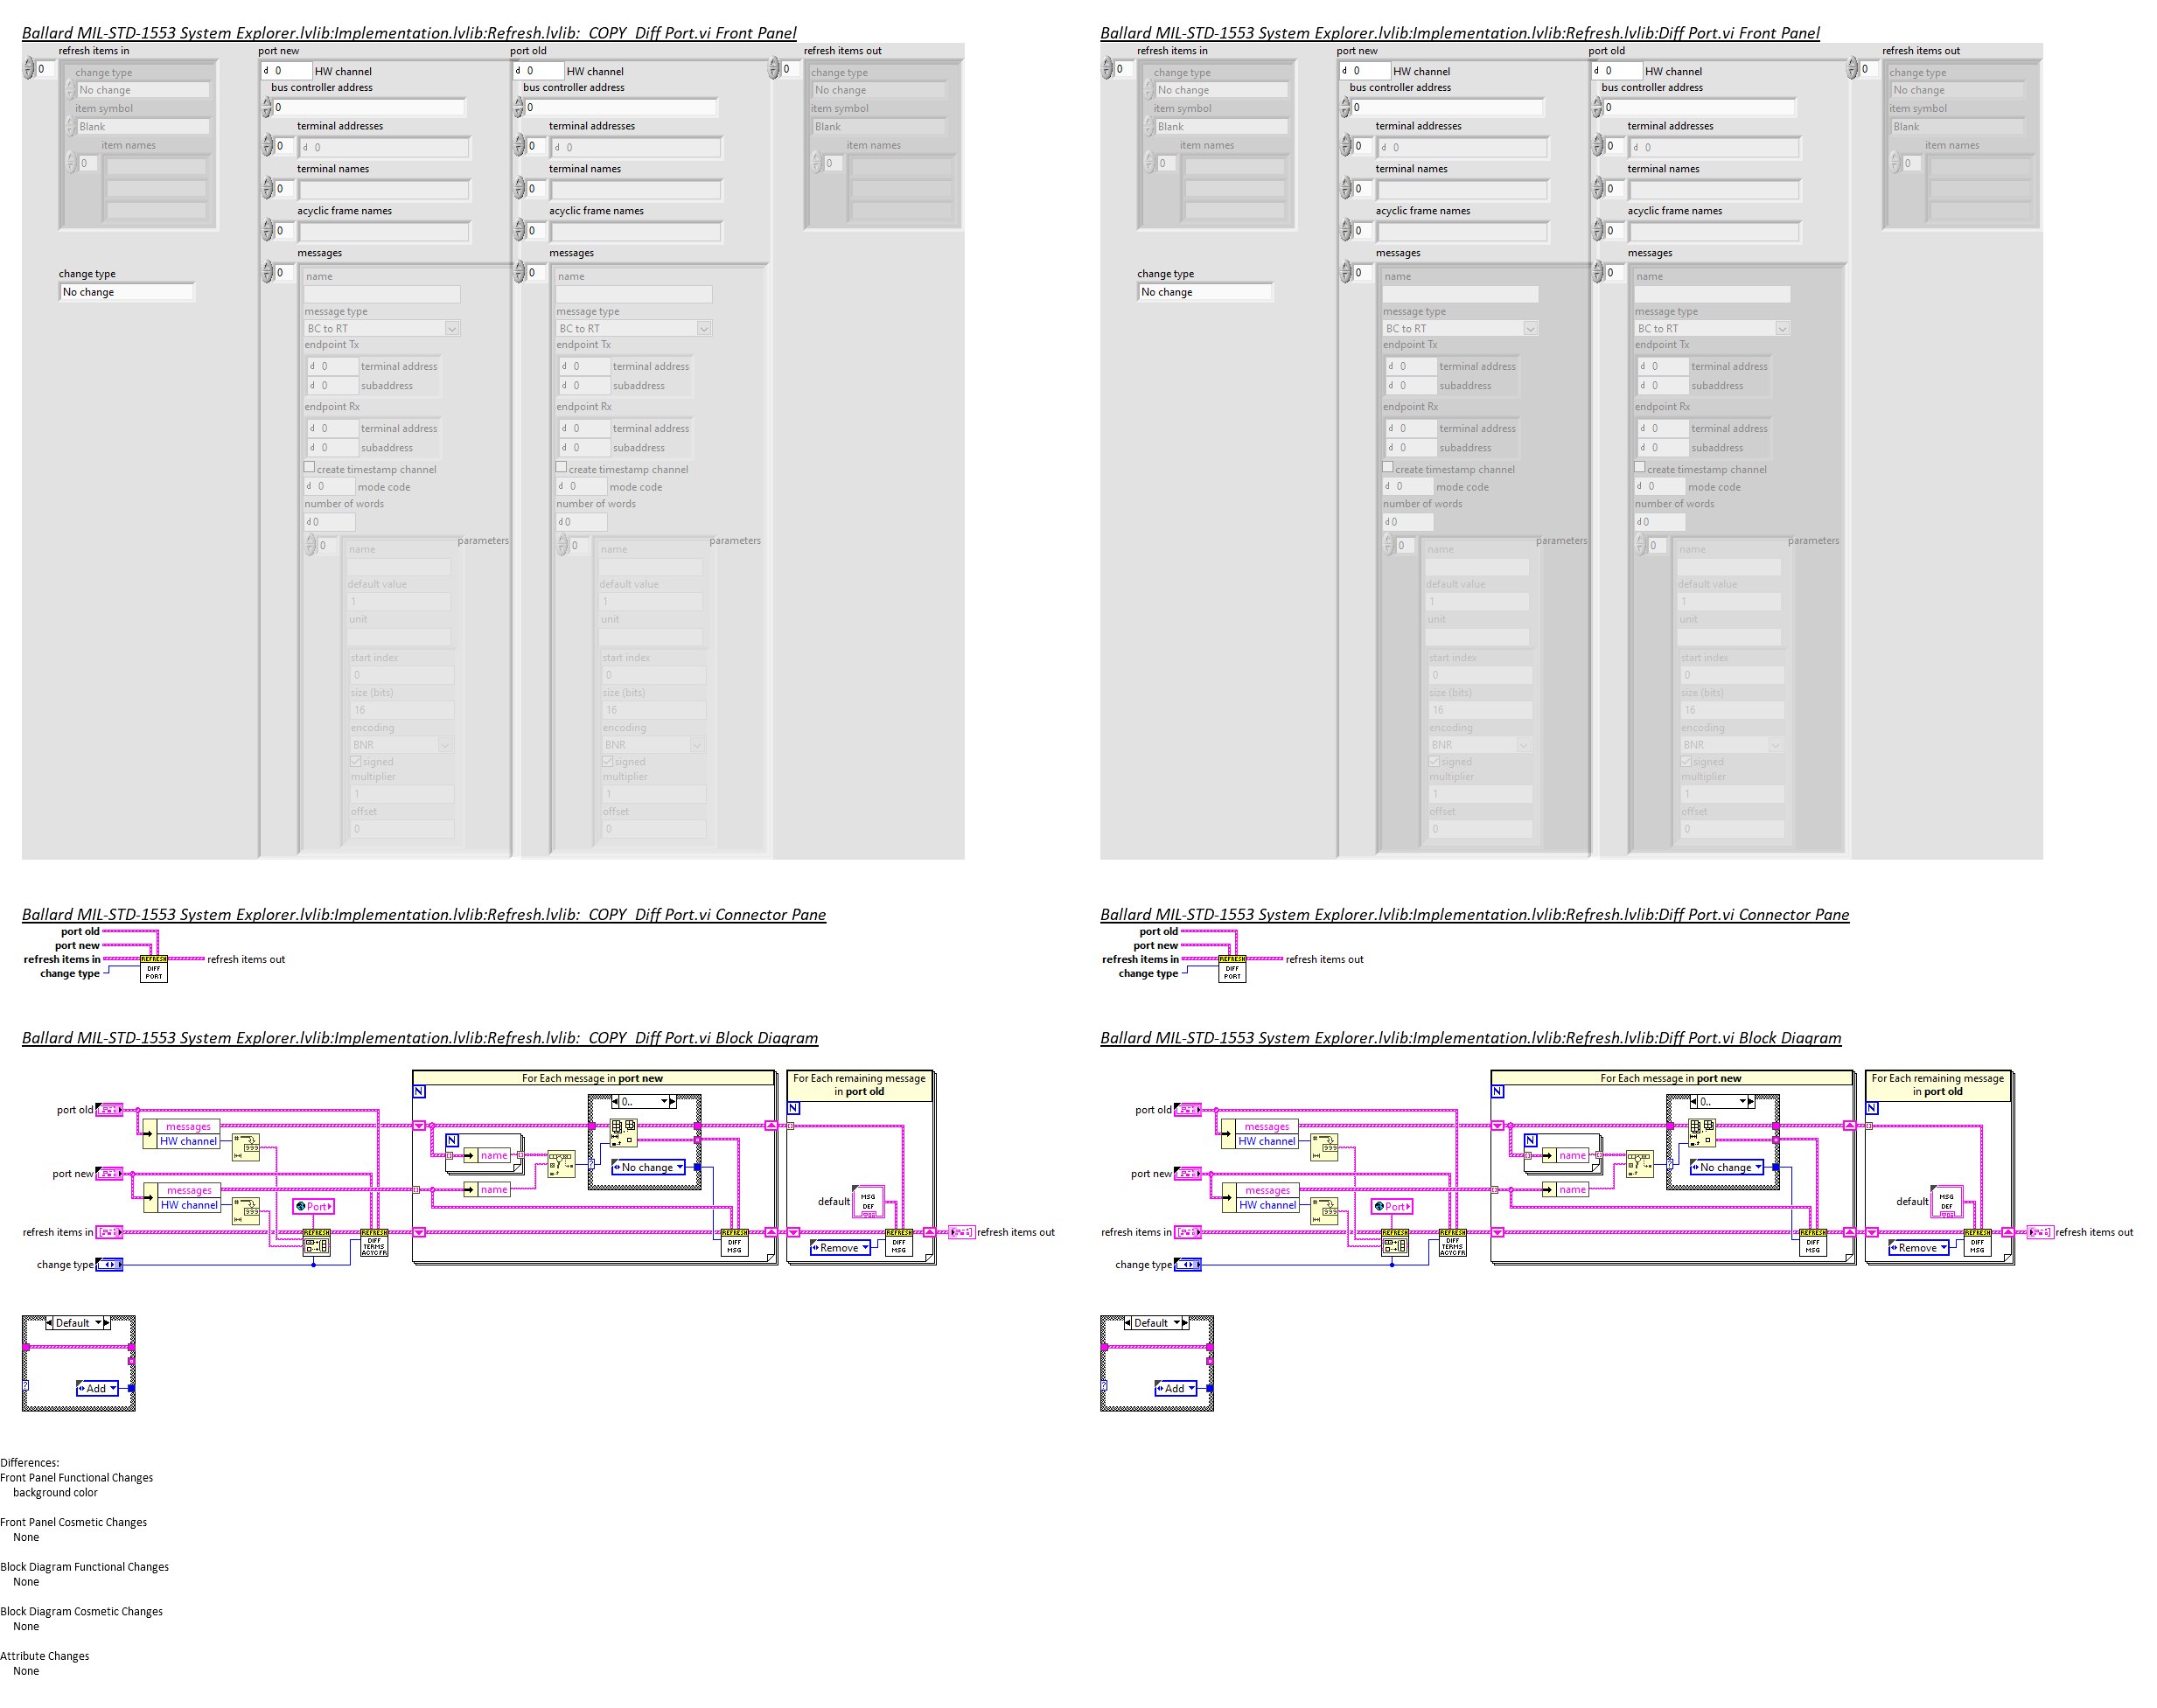 Ballard MIL-STD-1553 System Explorer.lvlib:Implementation.lvlib:Refresh.lvlib:  COPY  Diff Port.vi Front Panel
refresh items in
port new
port old
refresh items out
0
change type
No change
item symbol
Blank
item names
0
d 0 HW channel
bus controller address
0
terminal addresses
0
d 0
terminal names
0
acyclic frame names
0
messages
0
name
message type
BC to RT
endpoint Tx
d 0 terminal address
d 0 subaddress
endpoint Rx
d 0 terminal address
d 0 subaddress
create timestamp channel
d 0 mode code
number of words
d 0
0
parameters
name
default value
1
unit
start index
0
size (bits)
16
encoding
BNR
signed
multiplier
1
offset
0
d 0 HW channel
bus controller address
0
terminal addresses
0
d 0
terminal names
0
acyclic frame names
0
messages
0
name
message type
BC to RT
endpoint Tx
d 0 terminal address
d 0 subaddress
endpoint Rx
d 0 terminal address
d 0 subaddress
create timestamp channel
d 0 mode code
number of words
d 0
0
parameters
name
default value
1
unit
start index
0
size (bits)
16
encoding
BNR
signed
multiplier
1
offset
0
0
change type
No change
item symbol
Blank
item names
0
change type
No change
Ballard MIL-STD-1553 System Explorer.lvlib:Implementation.lvlib:Refresh.lvlib:Diff Port.vi Front Panel
refresh items in
port new
port old
refresh items out
0
change type
No change
item symbol
Blank
item names
0
d 0 HW channel
bus controller address
0
terminal addresses
0
d 0
terminal names
0
acyclic frame names
0
messages
0
name
message type
BC to RT
endpoint Tx
d 0 terminal address
d 0 subaddress
endpoint Rx
d 0 terminal address
d 0 subaddress
create timestamp channel
d 0 mode code
number of words
d 0
0
parameters
name
default value
1
unit
start index
0
size (bits)
16
encoding
BNR
signed
multiplier
1
offset
0
d 0 HW channel
bus controller address
0
terminal addresses
0
d 0
terminal names
0
acyclic frame names
0
messages
0
name
message type
BC to RT
endpoint Tx
d 0 terminal address
d 0 subaddress
endpoint Rx
d 0 terminal address
d 0 subaddress
create timestamp channel
d 0 mode code
number of words
d 0
0
parameters
name
default value
1
unit
start index
0
size (bits)
16
encoding
BNR
signed
multiplier
1
offset
0
0
change type
No change
item symbol
Blank
item names
0
change type
No change
Ballard MIL-STD-1553 System Explorer.lvlib:Implementation.lvlib:Refresh.lvlib:  COPY  Diff Port.vi Connector Pane
port old
port new
refresh items in
change type
REFRESH
DIFF
PORT
refresh items out
Ballard MIL-STD-1553 System Explorer.lvlib:Implementation.lvlib:Refresh.lvlib:Diff Port.vi Connector Pane
port old
port new
refresh items in
change type
REFRESH
DIFF
PORT
refresh items out
Ballard MIL-STD-1553 System Explorer.lvlib:Implementation.lvlib:Refresh.lvlib:  COPY  Diff Port.vi Block Diagram
For Each message in port new
For Each remaining message
in port old
N
N
0..
port old
messages
HW channel
N
name
No change
port new
messages
HW channel
name
Port
default
MSG
DEF
refresh items in
REFRESH
REFRESH
DIFF
TERMS
ACYC FR
REFRESH
DIFF
MSG
Remove
REFRESH
DIFF
MSG
refresh items out
change type
Default
Add
Ballard MIL-STD-1553 System Explorer.lvlib:Implementation.lvlib:Refresh.lvlib:Diff Port.vi Block Diagram
For Each message in port new
For Each remaining message
in port old
N
N
0..
port old
messages
HW channel
N
name
No change
port new
messages
HW channel
name
Port
default
MSG
DEF
refresh items in
REFRESH
REFRESH
DIFF
TERMS
ACYC FR
REFRESH
DIFF
MSG
Remove
REFRESH
DIFF
MSG
refresh items out
change type
Default
Add
Differences:
Front Panel Functional Changes
background color
Front Panel Cosmetic Changes
None
Block Diagram Functional Changes
None
Block Diagram Cosmetic Changes
None
Attribute Changes
None